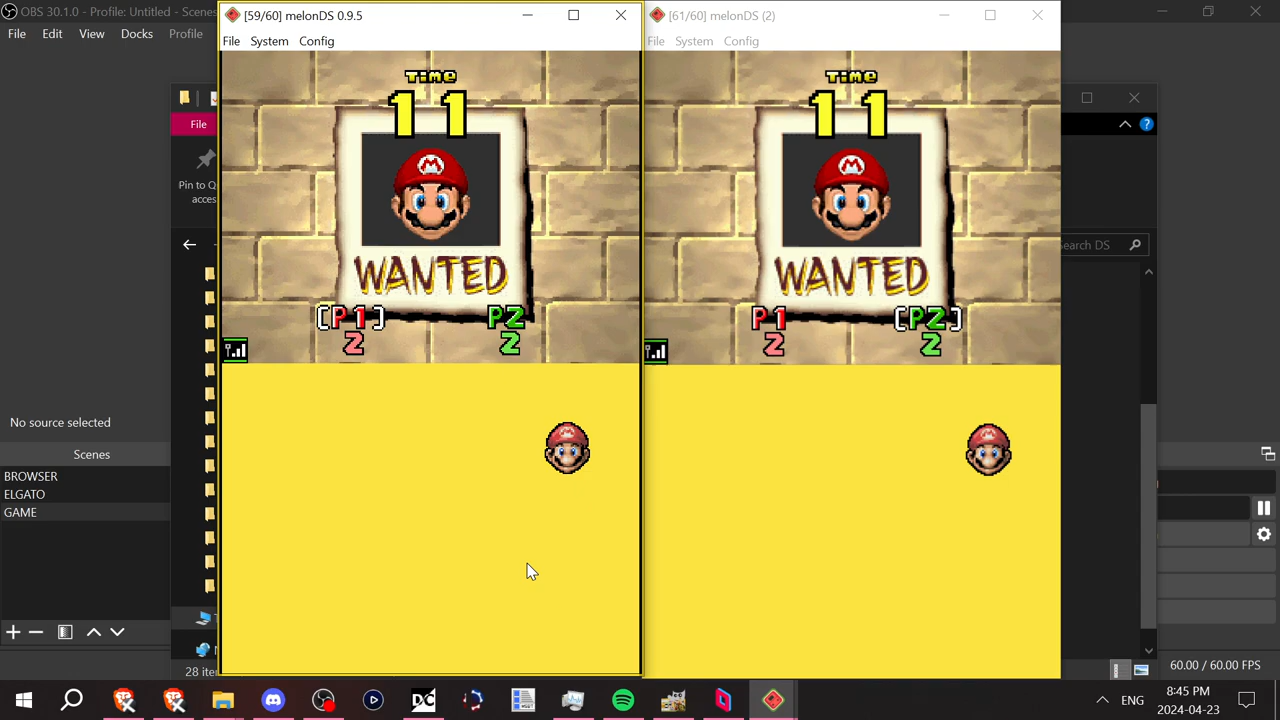 OBS 30.1.0 - Profile: Untitled - Scenes
File Edit View Docks Profile
[59/60] melonDS 0.9.5
File System Config
[61/60] melonDS (2)
File System Config
TIME
11
M
WANTED
[P1] P2
2 2
TIME
11
M
WANTED
P1 [P2]
2 2
File
Pin to Q
acces
earch DS
No source selected
Scenes
BROWSER
ELGATO
GAME
28 iter
60.00 / 60.00 FPS
DC
ENG
8:45 PM
2024-04-23